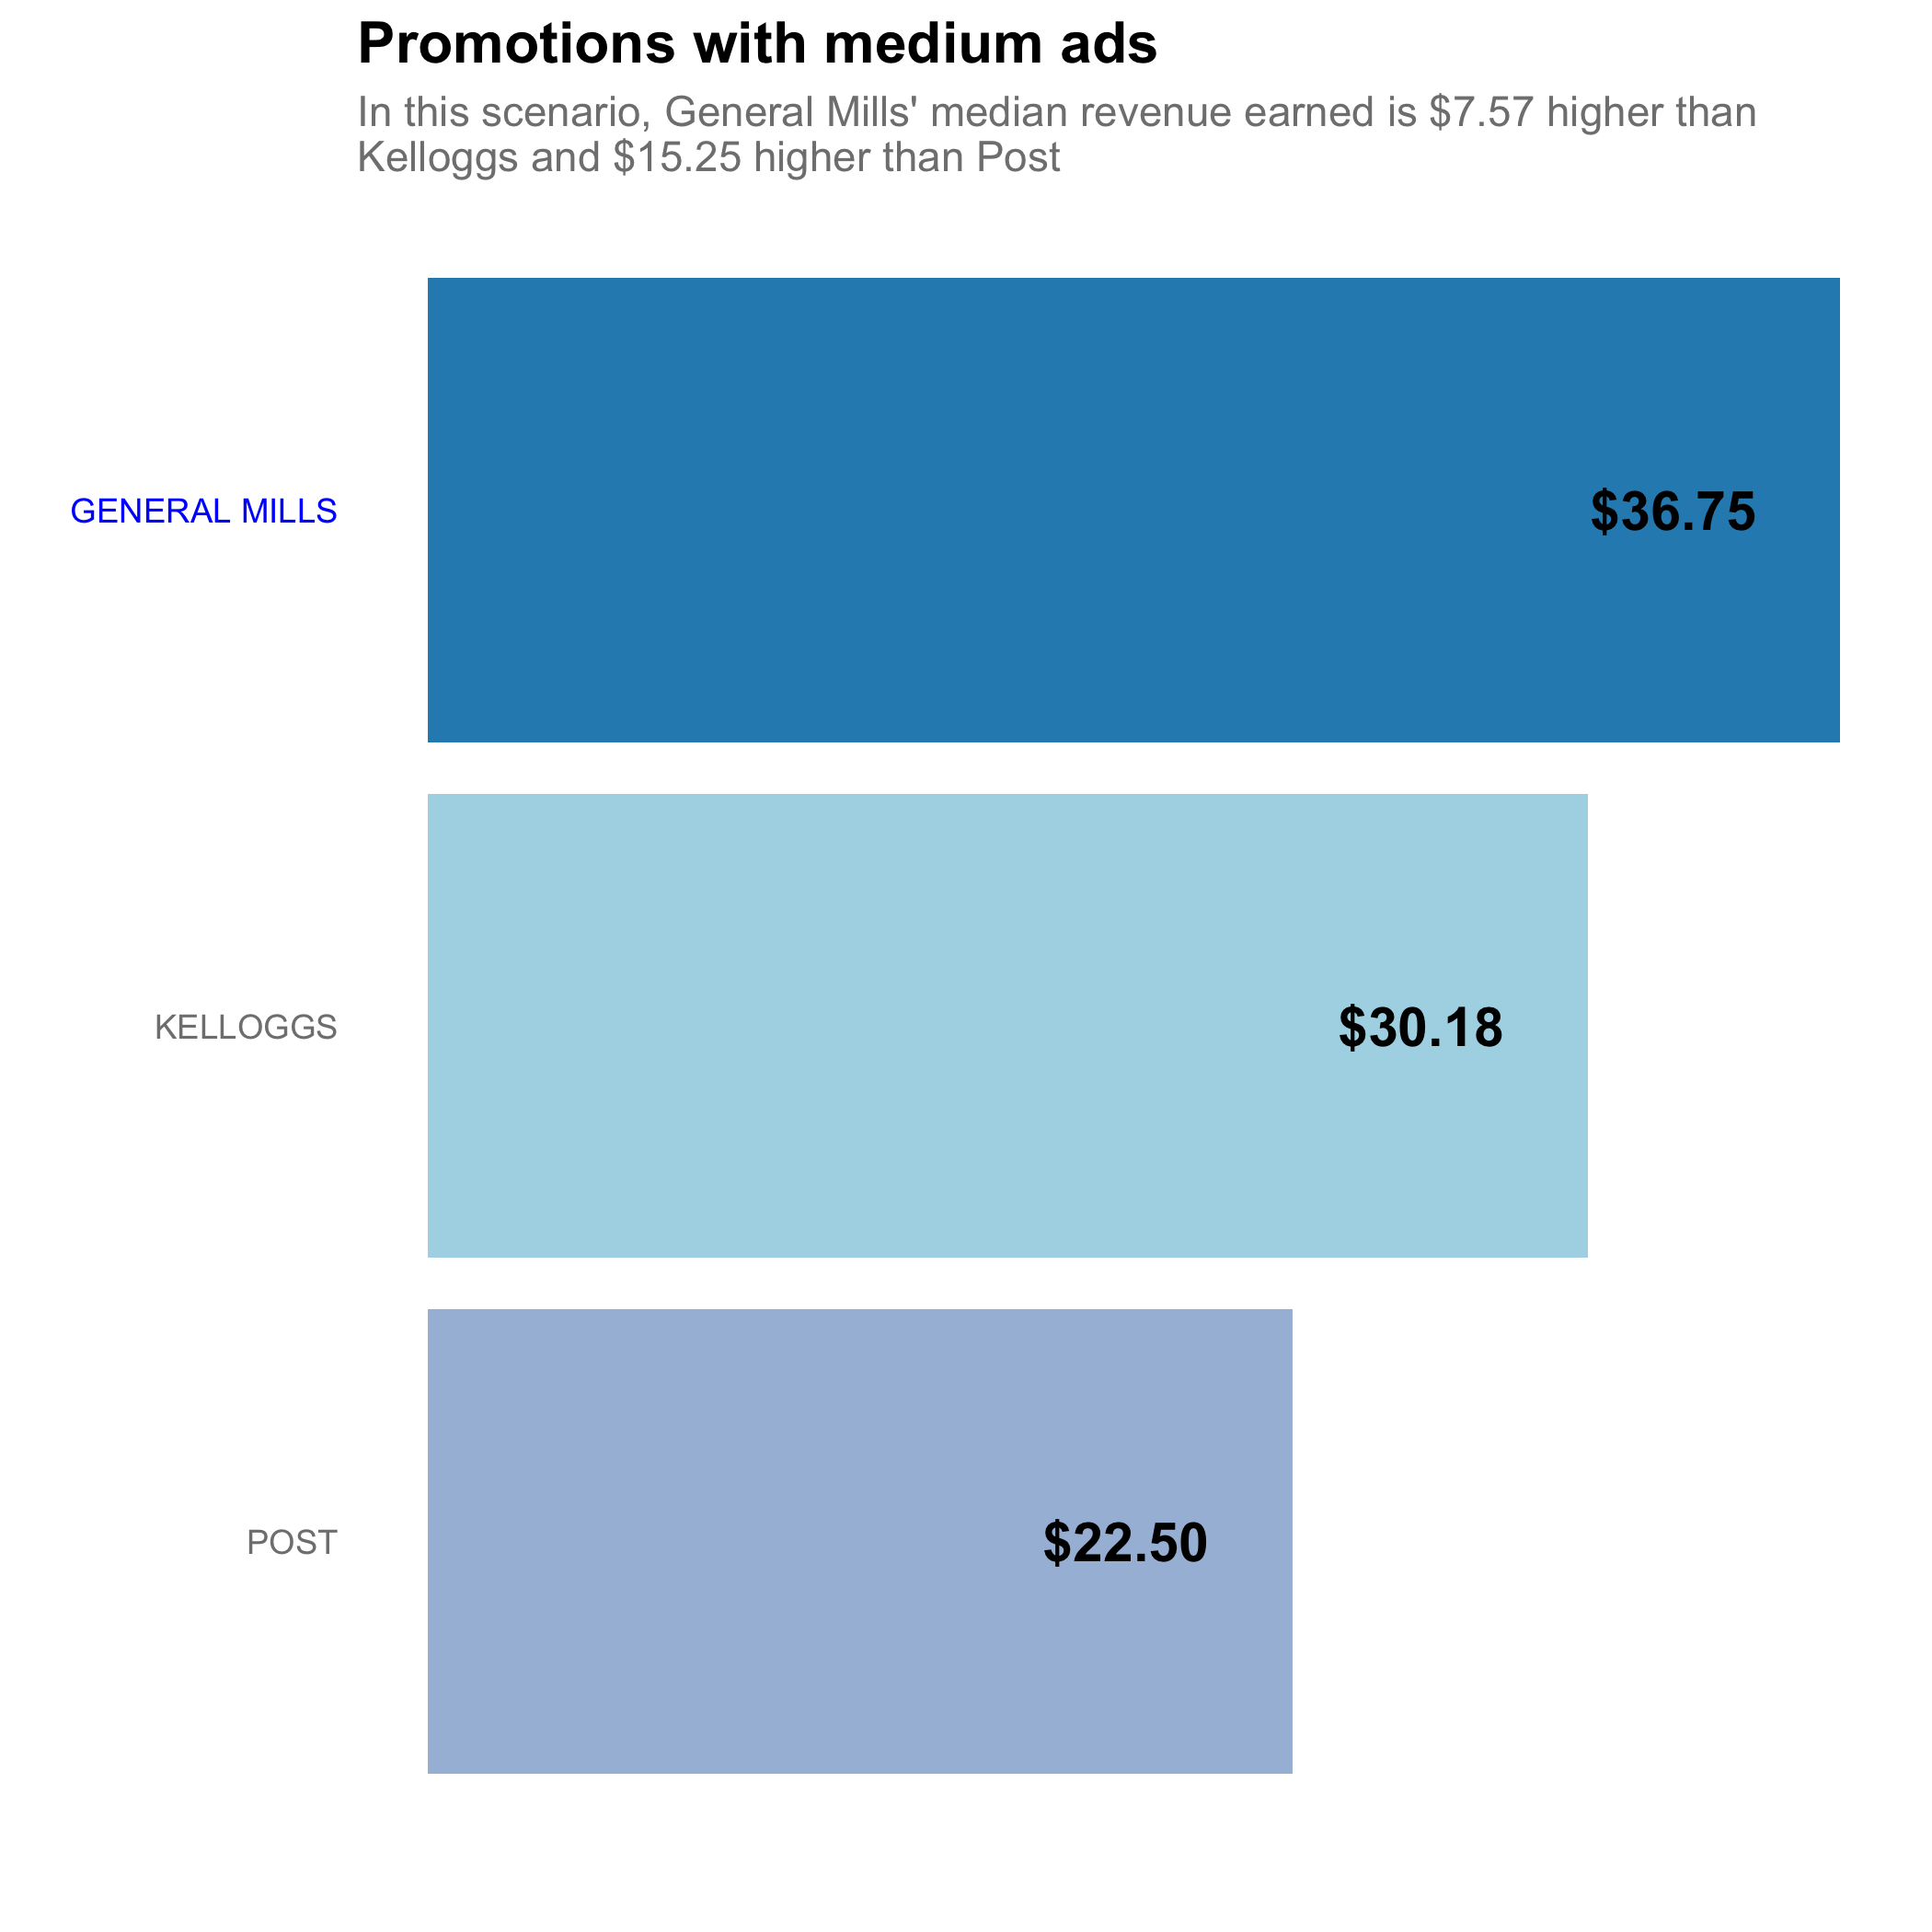 Promotions with medium ads
In this scenario, General Mills' median revenue earned is $7.57 higher than
Kelloggs and $15.25 higher than Post
GENERAL MILLS
$36.75
KELLOGGS
$30.18
POST
$22.50